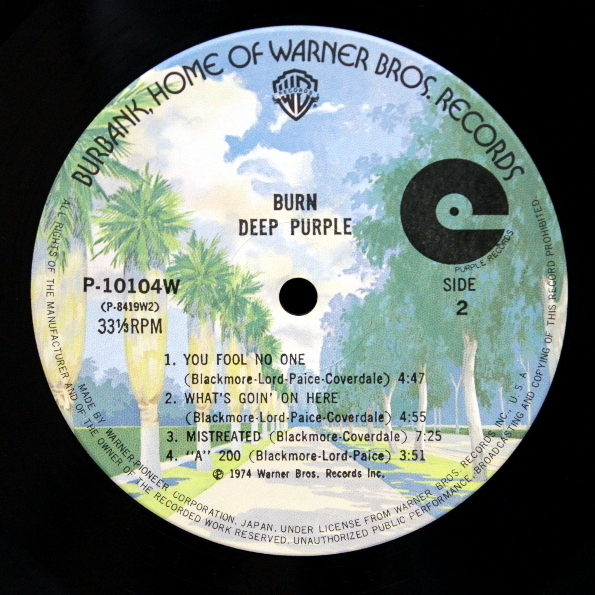 BURBANK, HOME OF WARNER BROS. RECORDS
RECORDS
BURN
DEEP PURPLE
PURPLE RECORDS
P-10104W
(P-8419W2)
33⅓RPM
SIDE
2
1. YOU FOOL NO ONE
(Blackmore-Lord-Paice-Coverdale) 4:47
2. WHAT'S GOIN' ON HERE
(Blackmore-Lord-Paice-Coverdale) 4:55
3. MISTREATED (Blackmore-Coverdale) 7:25
4. "A" 200 (Blackmore-Lord-Paice) 3:51
℗ 1974 Warner Bros. Records Inc.
MADE BY WARNER-PIONEER CORPORATION, JAPAN, UNDER LICENSE FROM WARNER BROS. RECORDS INC., U.S.A.
ALL RIGHTS OF THE MANUFACTURER AND OF THE OWNER OF THE RECORDED WORK RESERVED, UNAUTHORIZED PUBLIC PERFORMANCE, BROADCASTING AND COPYING OF THIS RECORD PROHIBITED